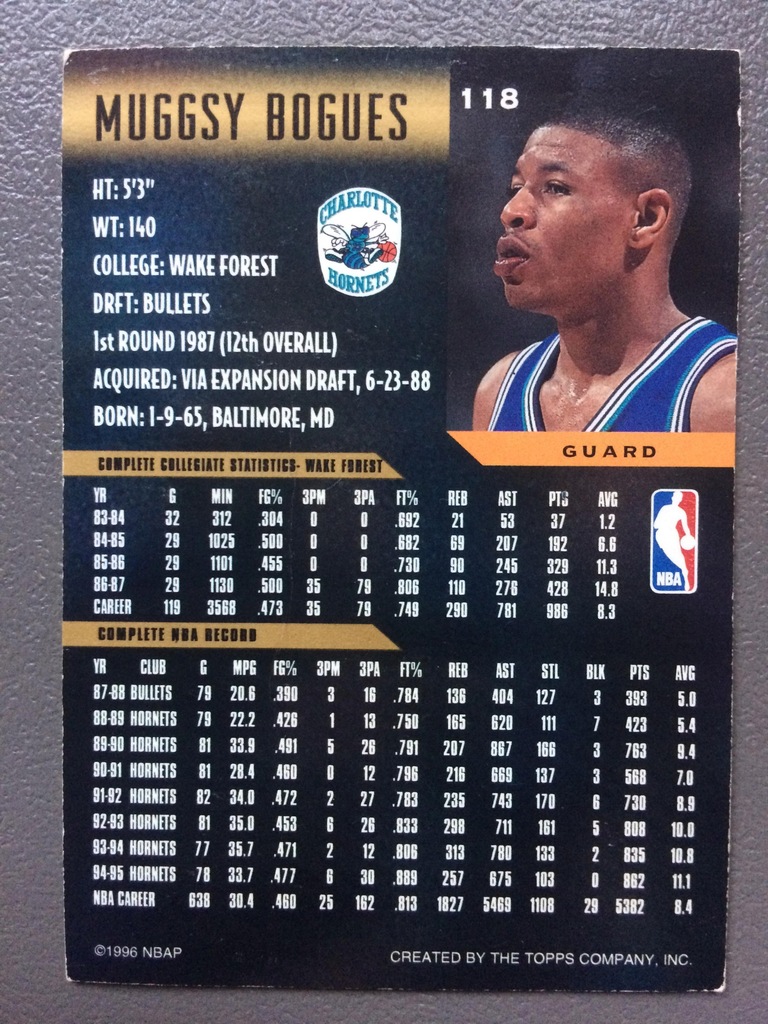 MUGGSY BOGUES
118
HT: 5'3"
WT: 140
COLLEGE: WAKE FOREST
DRFT: BULLETS
1st ROUND 1987 (12th OVERALL)
ACQUIRED: VIA EXPANSION DRAFT, 6-23-88
BORN: 1-9-65, BALTIMORE, MD
CHARLOTTE
HORNETS
GUARD
COMPLETE COLLEGIATE STATISTICS- WAKE FOREST
YR G MIN FG% 3PM 3PA FT% REB AST PTS AVG
83-84 32 312 .304 0 0 .692 21 53 37 1.2
84-85 29 1025 .500 0 0 .682 69 207 192 6.6
85-86 29 1101 .455 0 0 .730 90 245 329 11.3
86-87 29 1130 .500 35 79 .806 110 276 428 14.8
CAREER 119 3568 .473 35 79 .749 290 781 986 8.3
NBA
COMPLETE NBA RECORD
YR CLUB G MPG FG% 3PM 3PA FT% REB AST STL BLK PTS AVG
87-88 BULLETS 79 20.6 .390 3 16 .784 136 404 127 3 393 5.0
88-89 HORNETS 79 22.2 .426 1 13 .750 165 620 111 7 423 5.4
89-90 HORNETS 81 33.9 .491 5 26 .791 207 867 166 3 763 9.4
90-91 HORNETS 81 28.4 .460 0 12 .796 216 669 137 3 568 7.0
91-92 HORNETS 82 34.0 .472 2 27 .783 235 743 170 6 730 8.9
92-93 HORNETS 81 35.0 .453 6 26 .833 298 711 161 5 808 10.0
93-94 HORNETS 77 35.7 .471 2 12 .806 313 780 133 2 835 10.8
94-95 HORNETS 78 33.7 .477 6 30 .889 257 675 103 0 862 11.1
NBA CAREER 638 30.4 .460 25 162 .813 1827 5469 1108 29 5382 8.4
©1996 NBAP
CREATED BY THE TOPPS COMPANY, INC.